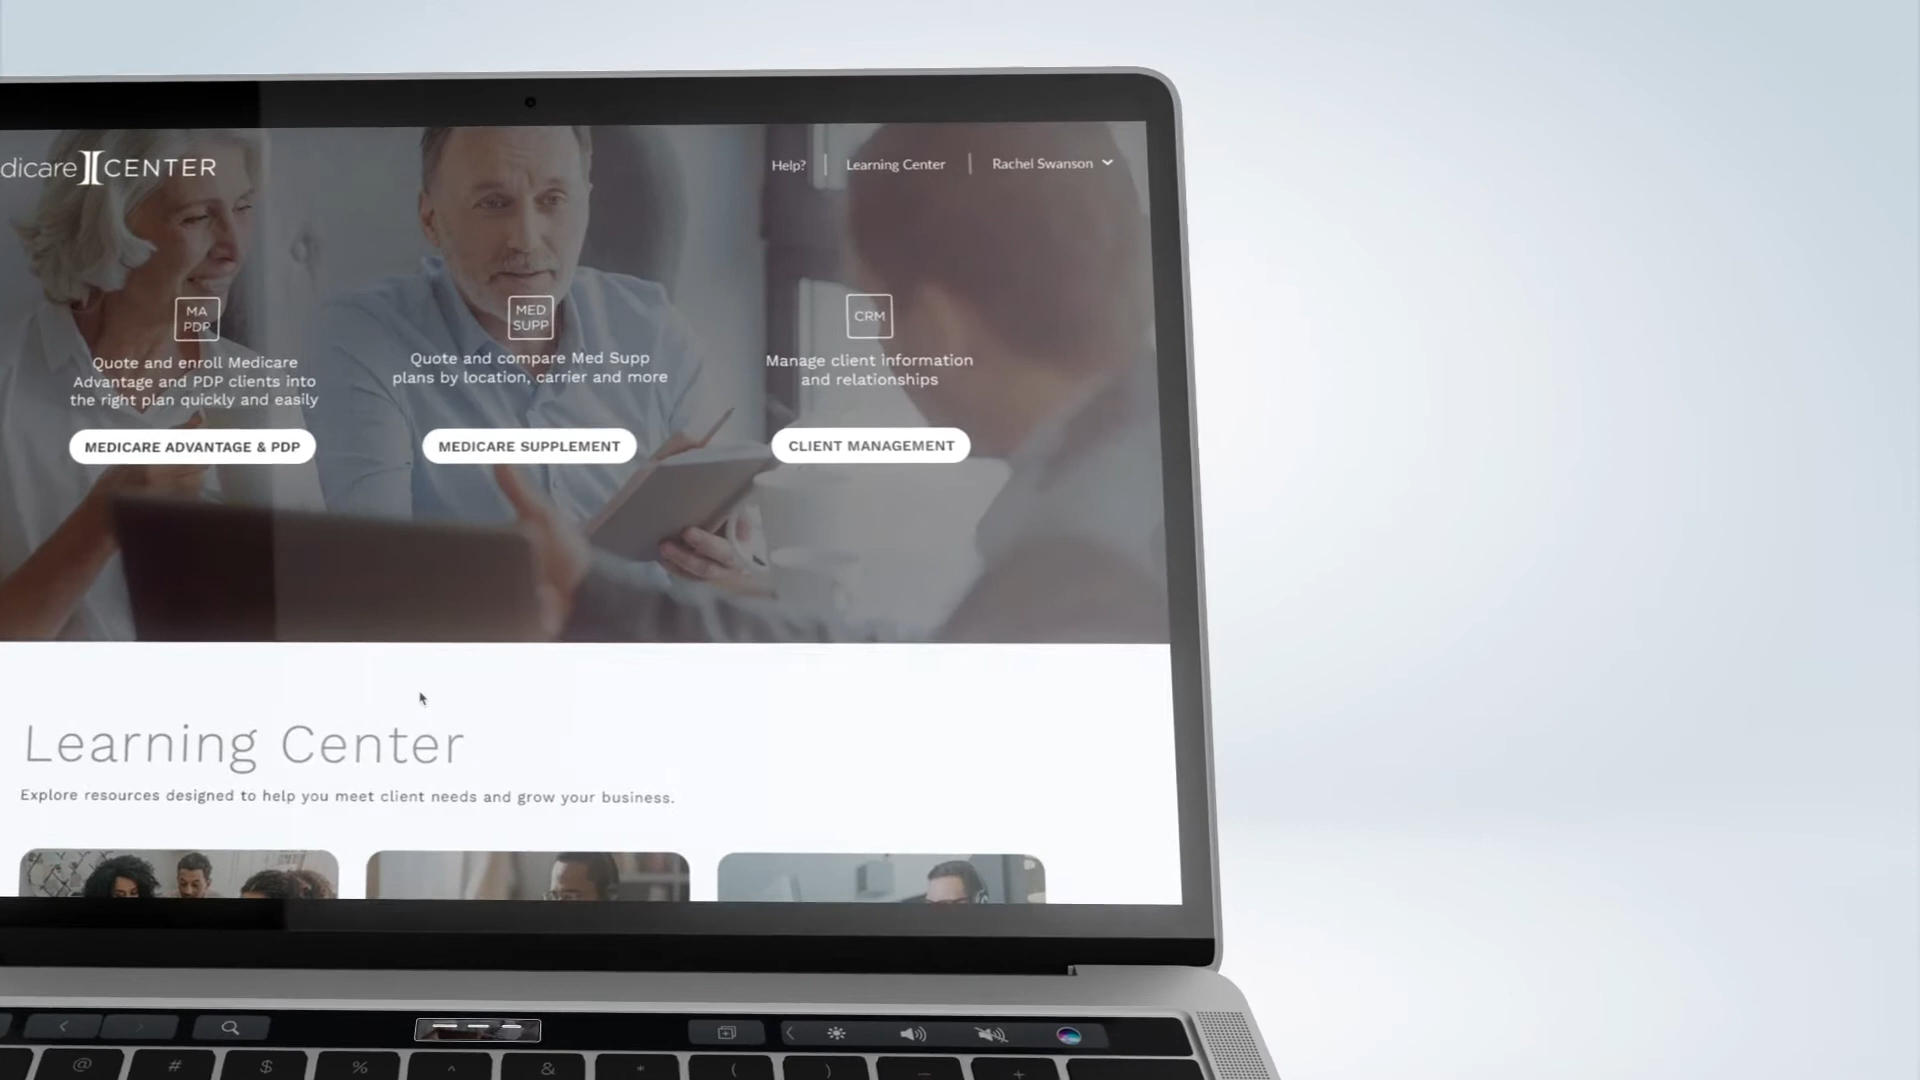 dicare CENTER
Help? Learning Center Rachel Swanson
MA
PDP
Quote and enroll Medicare
Advantage and PDP clients into
the right plan quickly and easily
MEDICARE ADVANTAGE & PDP
MED
SUPP
Quote and compare Med Supp
plans by location, carrier and more
MEDICARE SUPPLEMENT
CRM
Manage client information
and relationships
CLIENT MANAGEMENT
Learning Center
Explore resources designed to help you meet client needs and grow your business.
@ # $ % ^ & * ( ) _ +